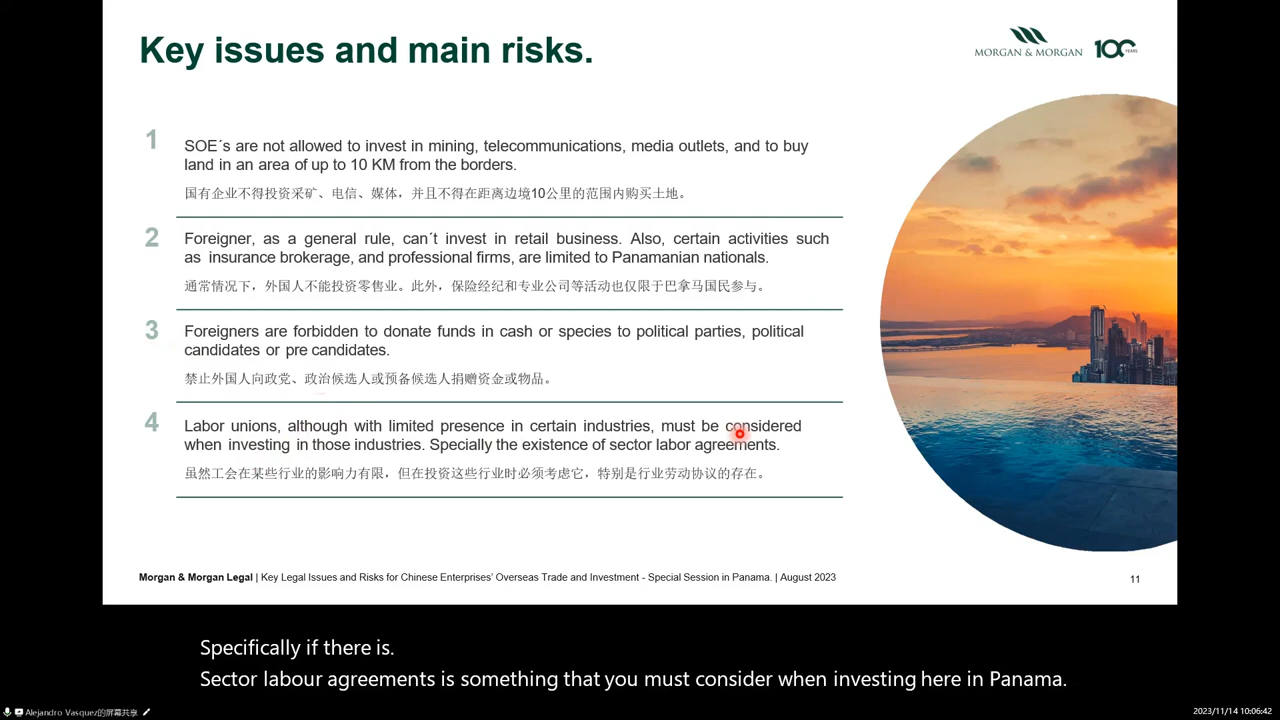 Key issues and main risks.
MORGAN & MORGAN
100 YEARS
1
SOE´s are not allowed to invest in mining, telecommunications, media outlets, and to buy
land in an area of up to 10 KM from the borders.
国有企业不得投资采矿、电信、媒体，并且不得在距离边境10公里的范围内购买土地。
2
Foreigner, as a general rule, can´t invest in retail business. Also, certain activities such
as insurance brokerage, and professional firms, are limited to Panamanian nationals.
通常情况下，外国人不能投资零售业。此外，保险经纪和专业公司等活动也仅限于巴拿马国民参与。
3
Foreigners are forbidden to donate funds in cash or species to political parties, political
candidates or pre candidates.
禁止外国人向政党、政治候选人或预备候选人捐赠资金或物品。
4
Labor unions, although with limited presence in certain industries, must be considered
when investing in those industries. Specially the existence of sector labor agreements.
虽然工会在某些行业的影响力有限，但在投资这些行业时必须考虑它，特别是行业劳动协议的存在。
Morgan & Morgan Legal | Key Legal Issues and Risks for Chinese Enterprises' Overseas Trade and Investment - Special Session in Panama. | August 2023
11
Specifically if there is.
Sector labour agreements is something that you must consider when investing here in Panama.
Alejandro Vasquez的屏幕共享
2023/11/14 10:06:42